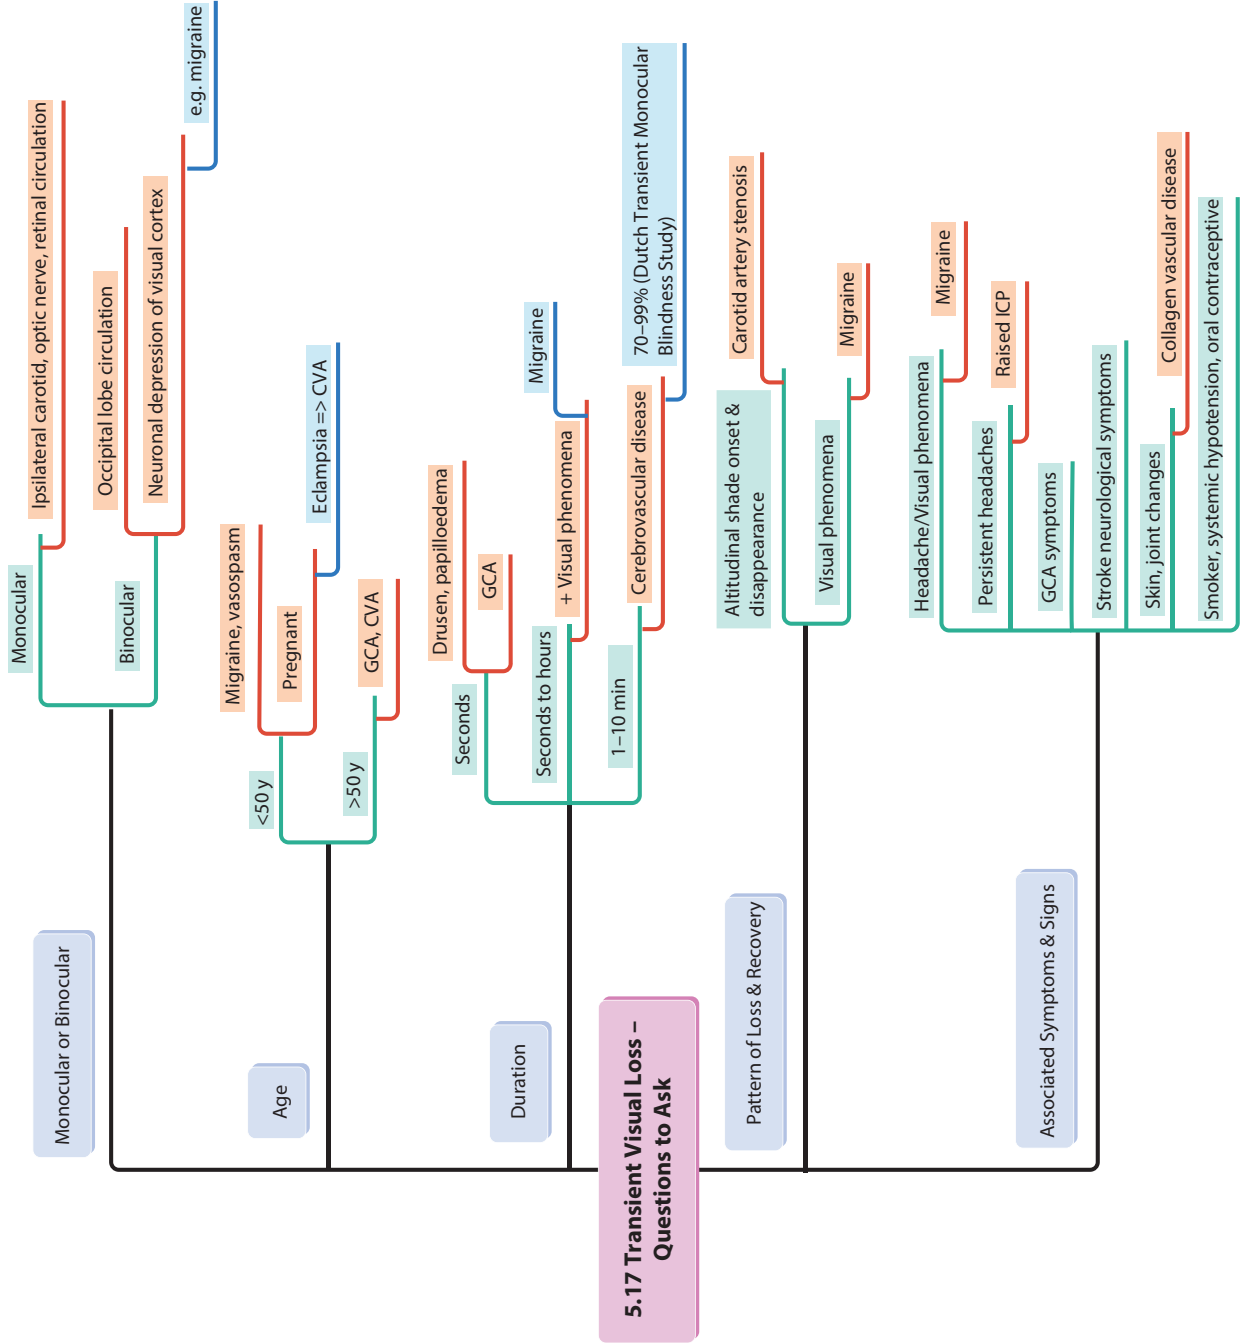 5.17 Transient Visual Loss –
Questions to Ask
Monocular or Binocular
Monocular
Ipsilateral carotid, optic nerve, retinal circulation
Binocular
Occipital lobe circulation
Neuronal depression of visual cortex
e.g. migraine
Age
<50 y
Migraine, vasospasm
Pregnant
Eclampsia => CVA
>50 y
GCA, CVA
Duration
Seconds
Drusen, papilloedema
GCA
Seconds to hours
+ Visual phenomena
Migraine
1–10 min
Cerebrovascular disease
70–99% (Dutch Transient Monocular
Blindness Study)
Pattern of Loss & Recovery
Altitudinal shade onset &
disappearance
Carotid artery stenosis
Visual phenomena
Migraine
Associated Symptoms & Signs
Headache/Visual phenomena
Migraine
Persistent headaches
Raised ICP
GCA symptoms
Stroke neurological symptoms
Skin, joint changes
Collagen vascular disease
Smoker, systemic hypotension, oral contraceptive